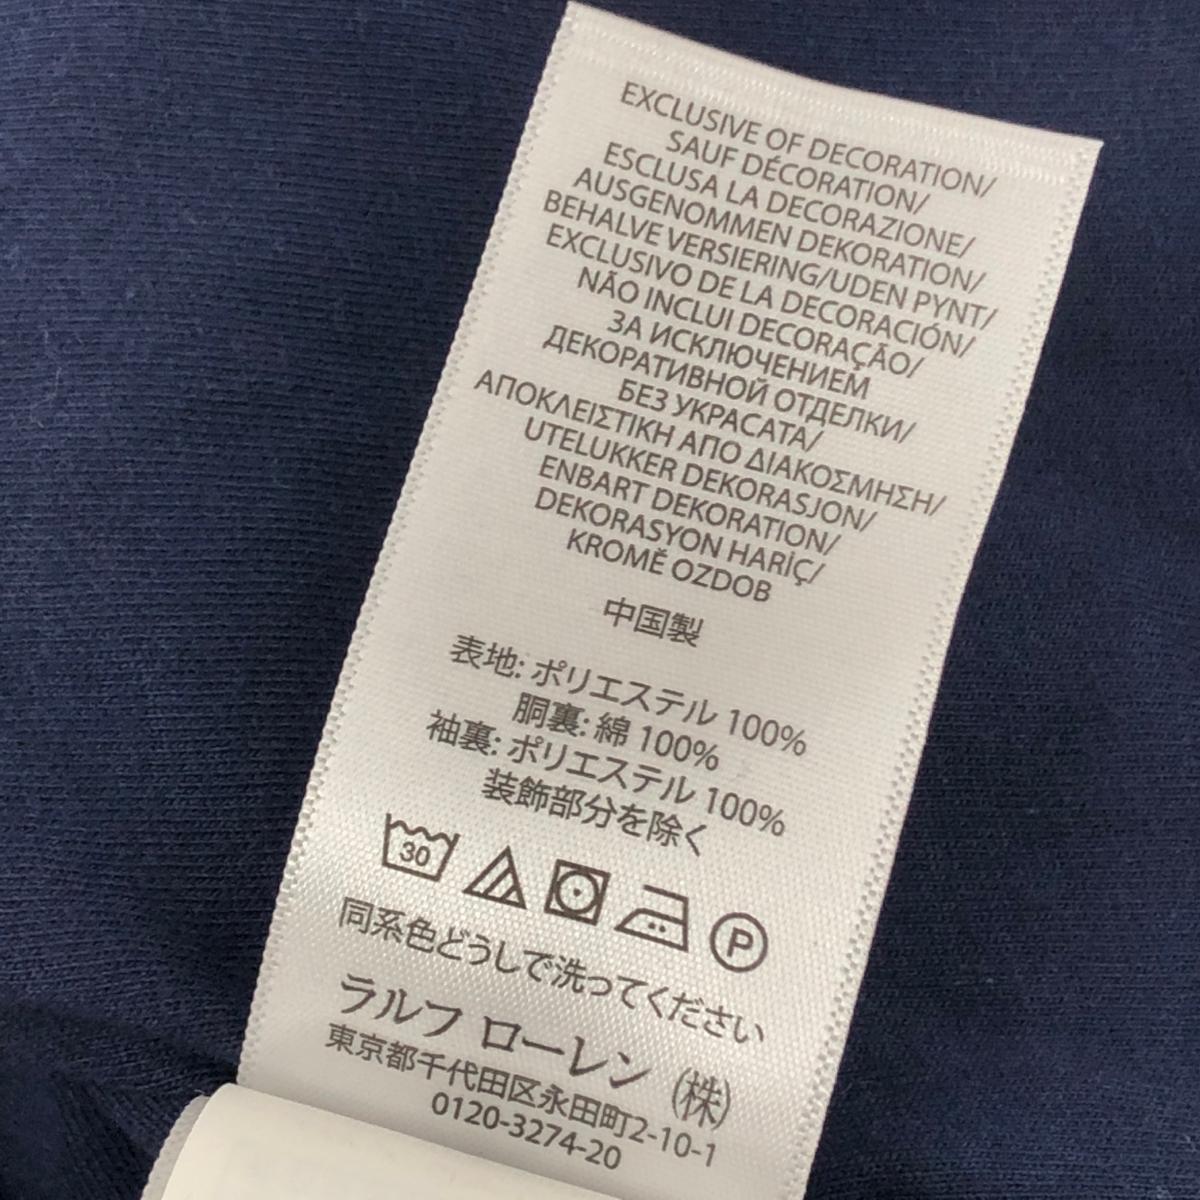 EXCLUSIVE OF DECORATION/
SAUF DÉCORATION/
ESCLUSA LA DECORAZIONE/
AUSGENOMMEN DEKORATION/
BEHALVE VERSIERING/UDEN PYNT/
EXCLUSIVO DE LA DECORACIÓN/
NÃO INCLUI DECORAÇÃO/
ЗА ИСКЛЮЧЕНИЕМ
ДЕКОРАТИВНОЙ ОТДЕЛКИ/
БЕЗ УКРАСАТА/
ΑΠΟΚΛΕΙΣΤΙΚΗ ΑΠΟ ΔΙΑΚΟΣΜΗΣΗ/
UTELUKKER DEKORASJON/
ENBART DEKORATION/
DEKORASYON HARİÇ/
KROMĚ OZDOB
中国製
表地: ポリエステル 100%
胴裏: 綿 100%
袖裏: ポリエステル 100%
装飾部分を除く
30 P
同系色どうしで洗ってください
ラルフ ローレン (株)
東京都千代田区永田町2-10-1
0120-3274-20